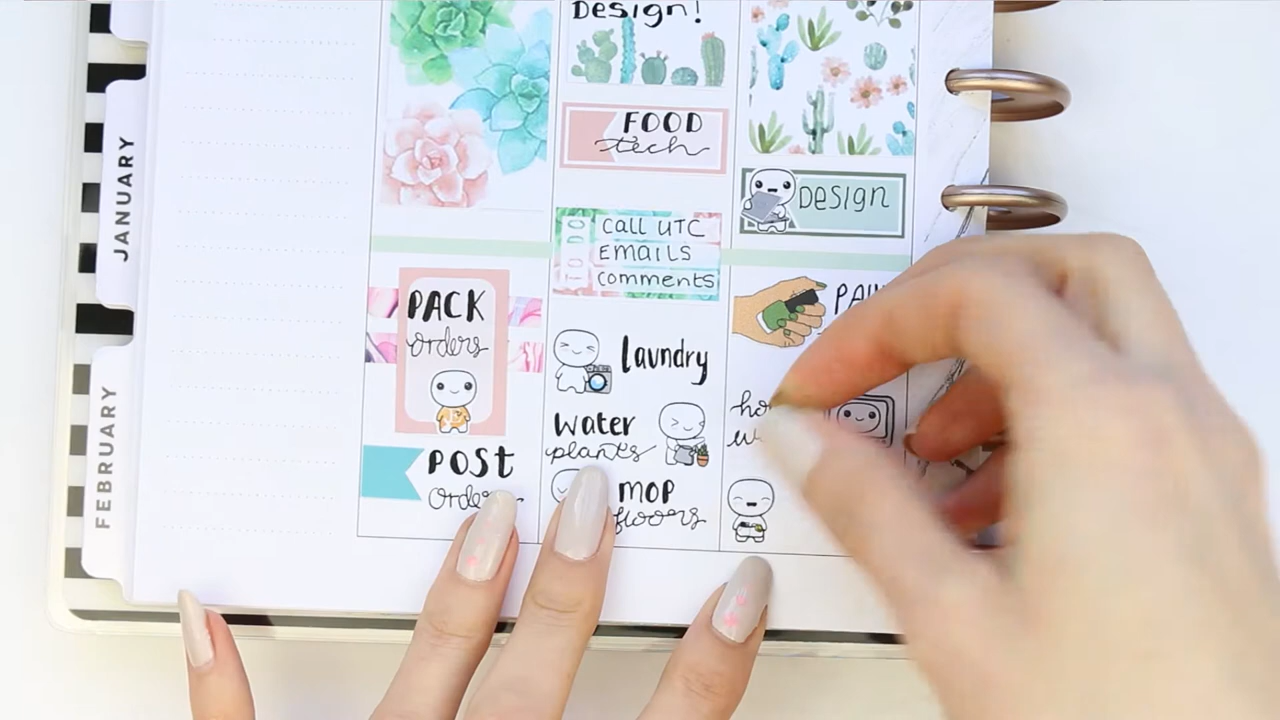 JANUARY
FEBRUARY
PACK
orders
POST
Design!
FOOD
tech
TO DO
Call UTC
EMAILS
Comments
Laundry
Water
plants
MOP
floors
DESIGN